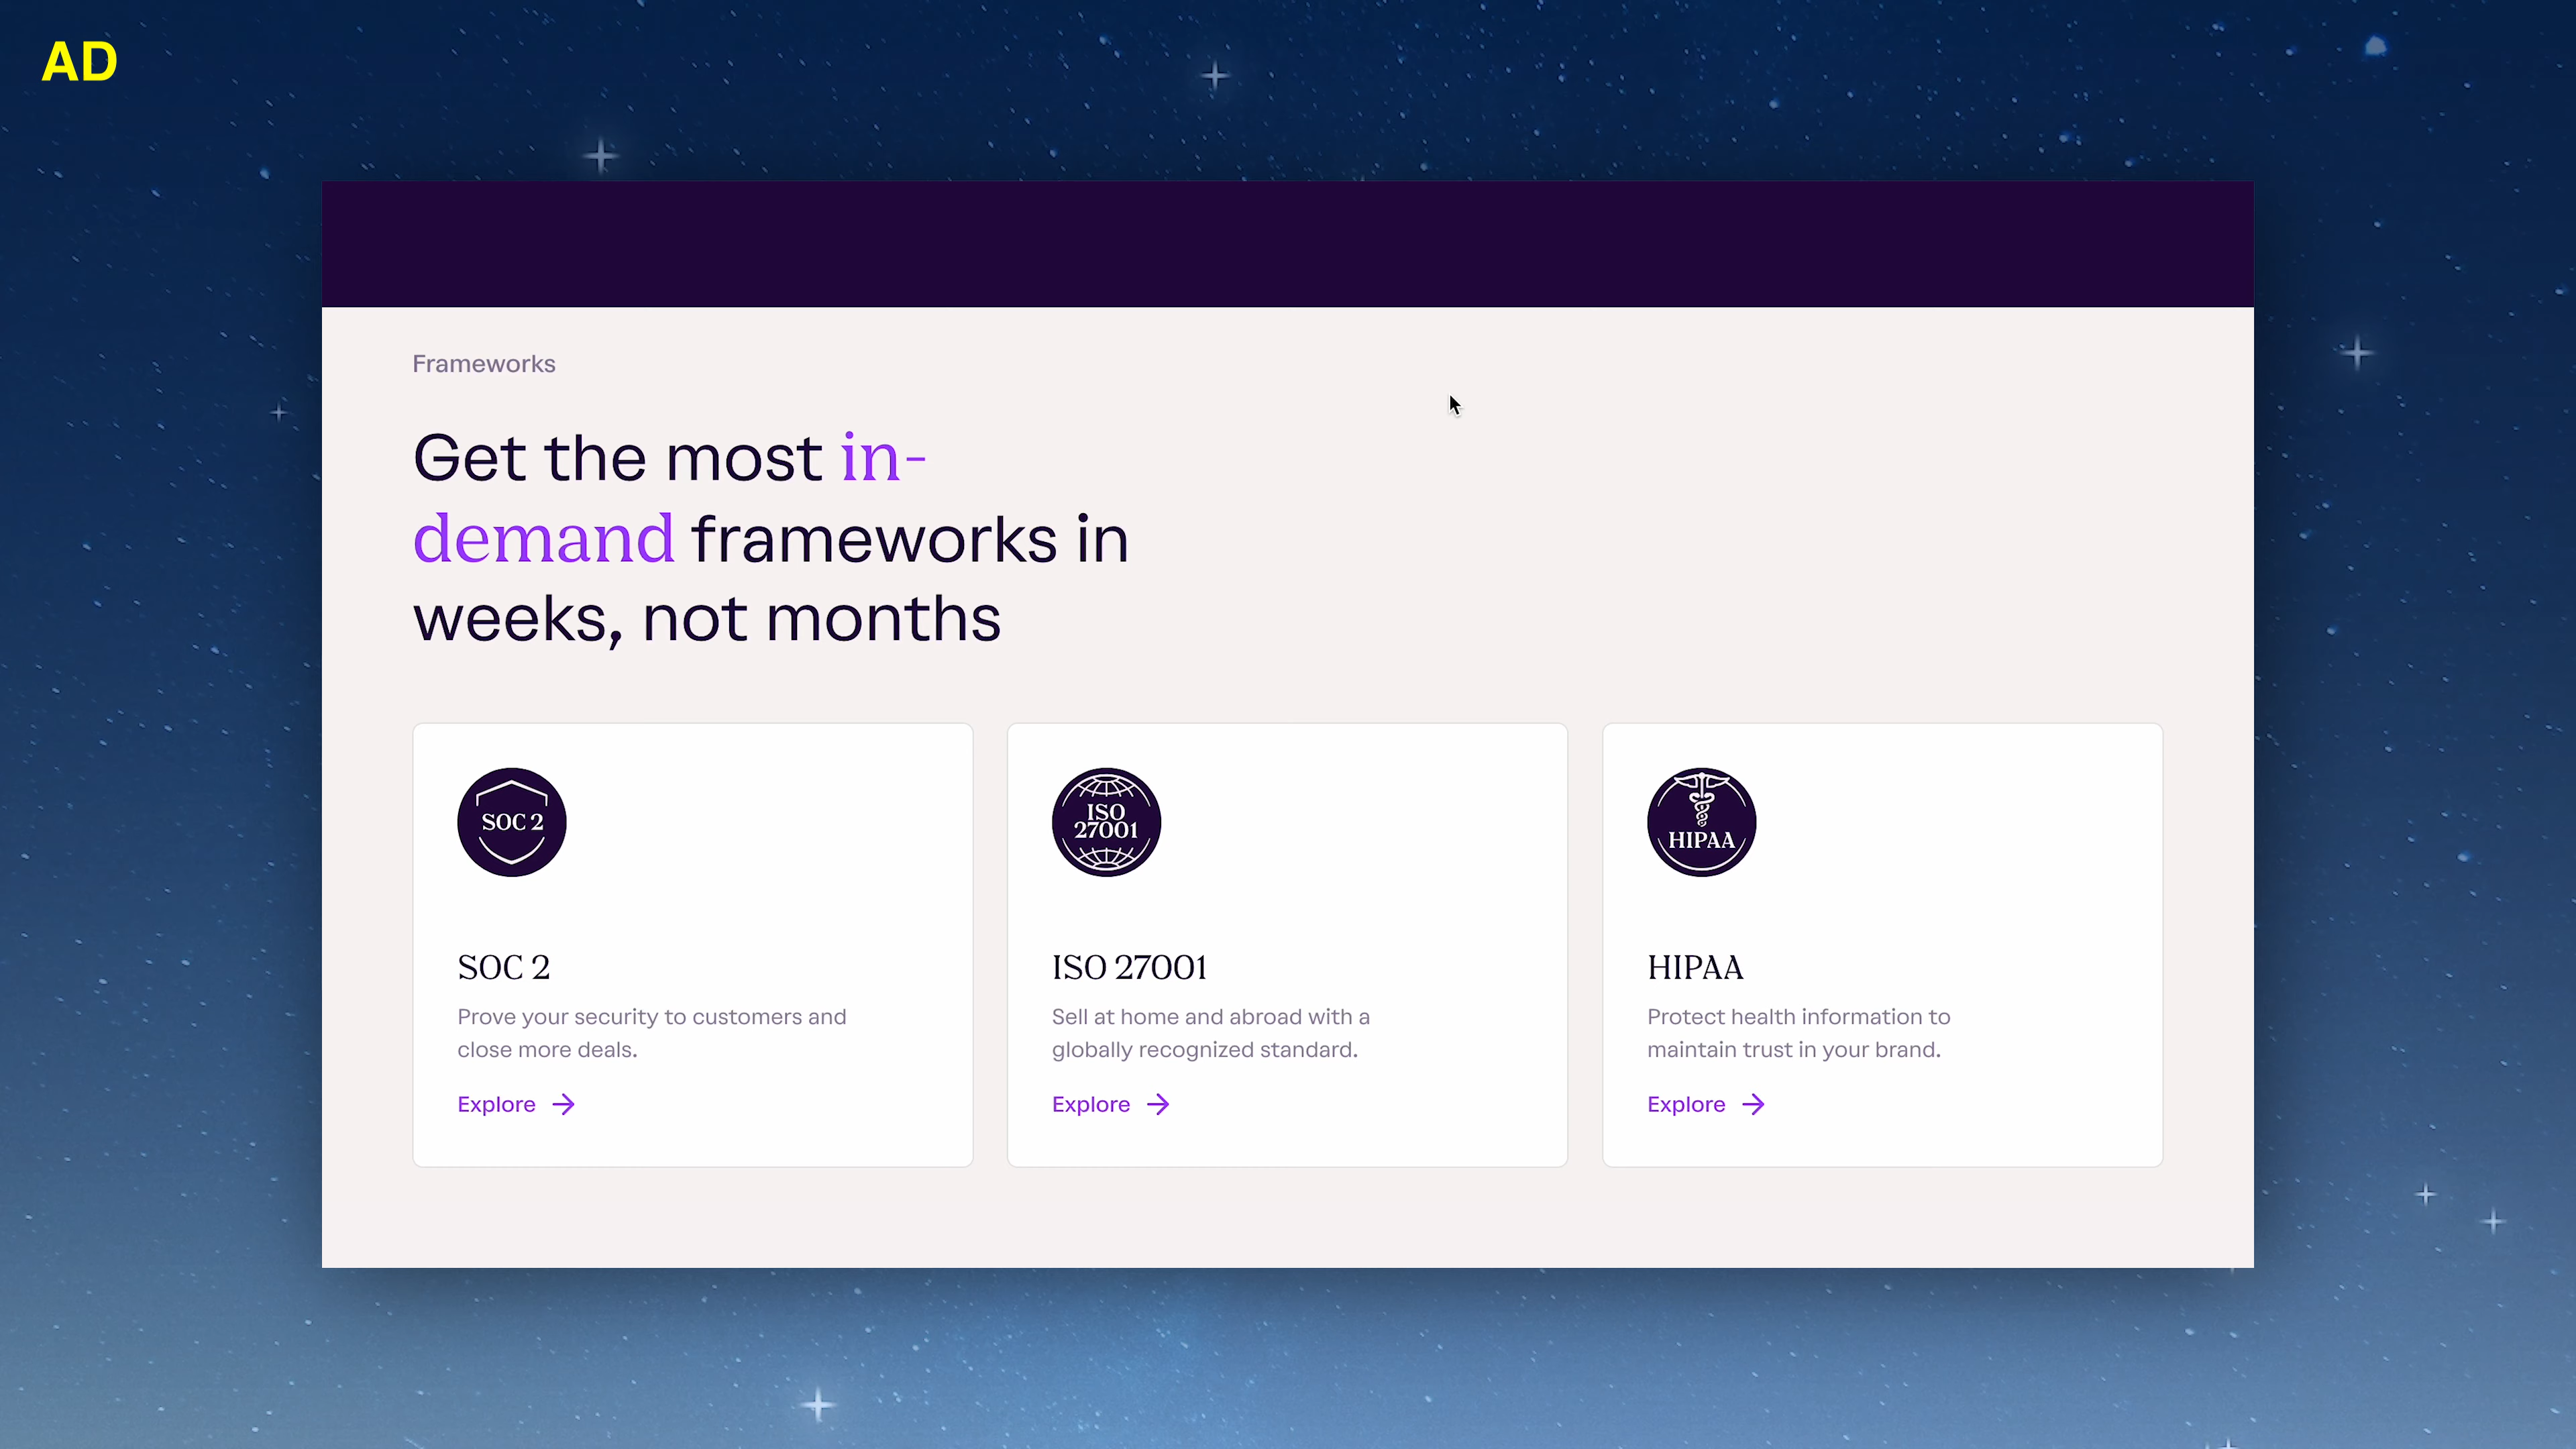 AD
Frameworks
Get the most in-
demand frameworks in
weeks, not months
SOC 2
ISO
27001
HIPAA
SOC 2
Prove your security to customers and
close more deals.
Explore
ISO 27001
Sell at home and abroad with a
globally recognized standard.
Explore
HIPAA
Protect health information to
maintain trust in your brand.
Explore